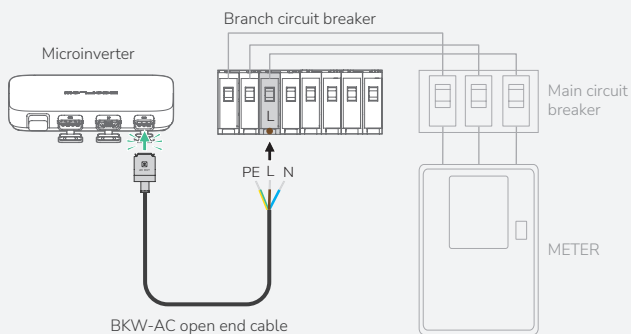 Branch circuit breaker
Microinverter
Main circuit
breaker
L
PE L N
METER
BKW-AC open end cable